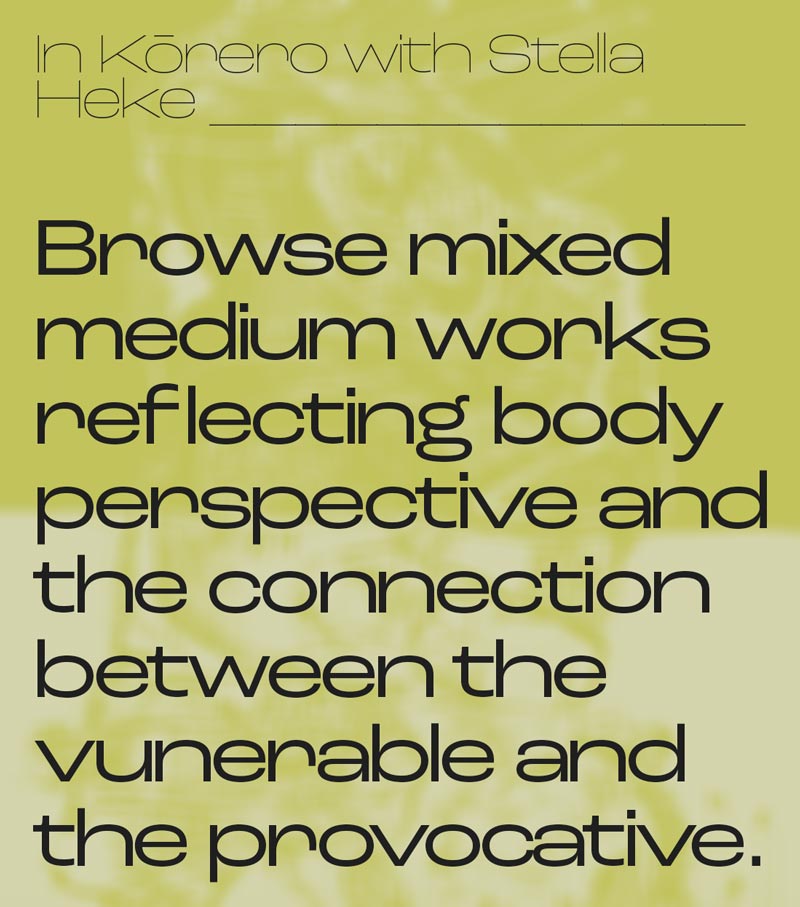 In Kōrero with Stella
Heke
Browse mixed
medium works
reflecting body
perspective and
the connection
between the
vunerable and
the provocative.